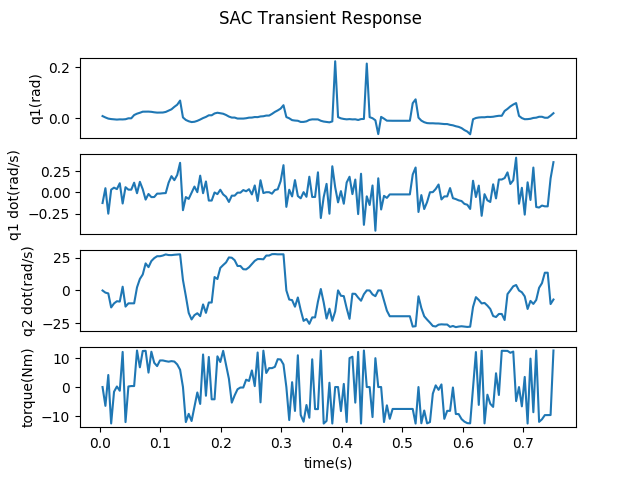 SAC Transient Response
q1(rad)
0.2
0.0
q1 dot(rad/s)
0.25
0.00
−0.25
q2 dot(rad/s)
25
0
−25
torque(Nm)
10
0
−10
0.0 0.1 0.2 0.3 0.4 0.5 0.6 0.7
time(s)